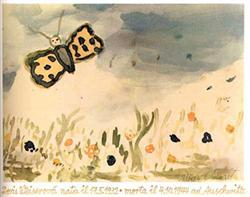 Doris Weiserová nata il 17.5.1932 • morta il 4.10.1944 ad Auschwitz